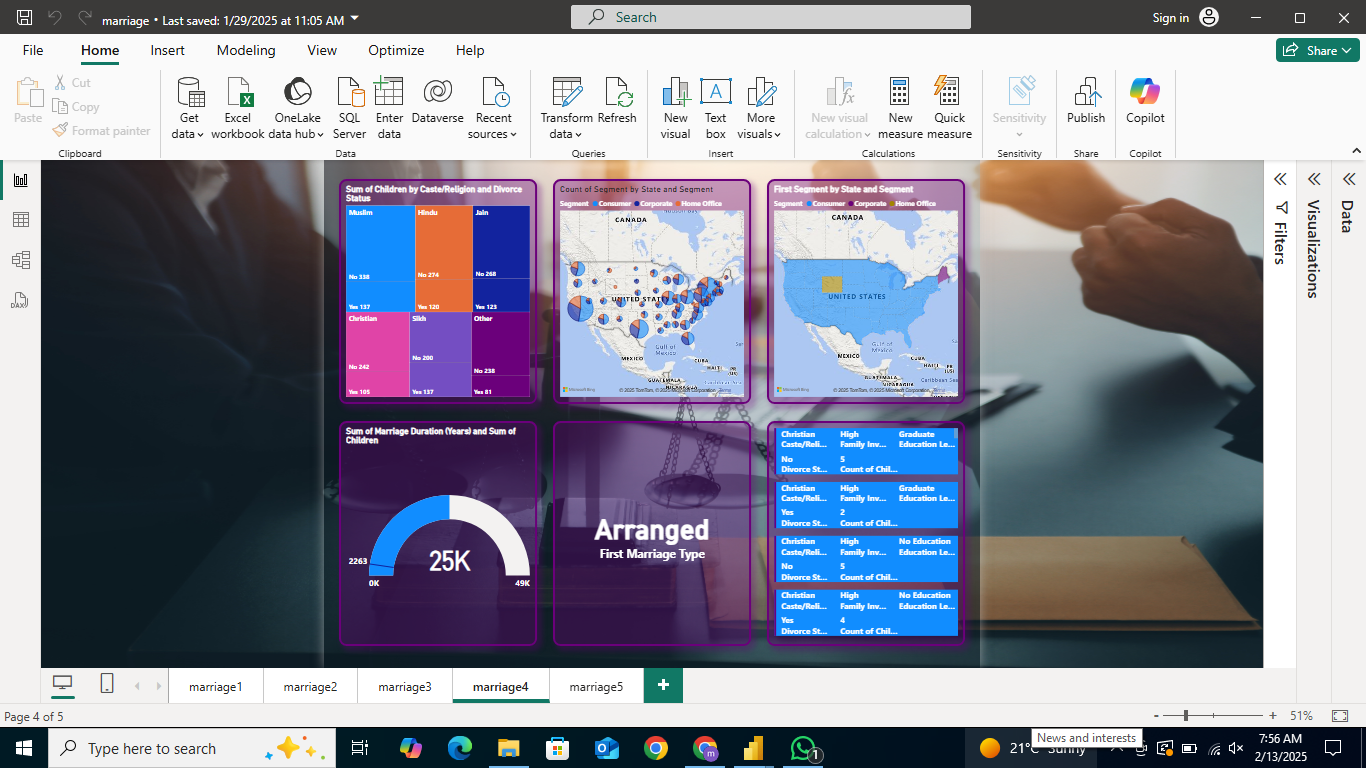 marriage • Last saved: 1/29/2025 at 11:05 AM
Search
Sign in
File Home Insert Modeling View Optimize Help
Share
Paste
Cut
Copy
Format painter
Clipboard
Get data
Excel workbook
OneLake data hub
SQL Server
Enter data
Dataverse
Recent sources
Data
Transform data
Refresh
Queries
New visual
Text box
More visuals
Insert
New visual calculation
New measure
Quick measure
Calculations
Sensitivity
Sensitivity
Publish
Share
Copilot
Copilot
DAX
Sum of Children by Caste/Religion and Divorce
Status
Muslim
No 338
Yes 137
Hindu
No 274
Yes 120
Jain
No 268
Yes 123
Christian
No 242
Yes 105
Sikh
No 200
Yes 137
Other
No 238
Yes 81
Count of Segment by State and Segment
Segment Consumer Corporate Home Office
CANADA
UNITED STATES
MEXICO
Gulf of
Mexico
CUBA
HAITI
PR
(US)
GUATEMALA
NICARAGUA
Caribbean Sea
Microsoft Bing
© 2025 TomTom, © 2025 Microsoft Corporation Terms
First Segment by State and Segment
Segment Consumer Corporate Home Office
CANADA
UNITED STATES
MEXICO
Gulf of
Mexico
CUBA
HAITI
PR
(US)
GUATEMALA
NICARAGUA
Caribbean Sea
Microsoft Bing
© 2025 TomTom, © 2025 Microsoft Corporation Terms
Sum of Marriage Duration (Years) and Sum of
Children
2263
25K
0K
49K
Arranged
First Marriage Type
Christian High Graduate
Caste/Reli... Family Inv... Education Le...
No 5
Divorce St... Count of Chil...
Christian High Graduate
Caste/Reli... Family Inv... Education Le...
Yes 2
Divorce St... Count of Chil...
Christian High No Education
Caste/Reli... Family Inv... Education Le...
No 5
Divorce St... Count of Chil...
Christian High No Education
Caste/Reli... Family Inv... Education Le...
Yes 4
Divorce St... Count of Chil...
Filters
Visualizations
Data
marriage1 marriage2 marriage3 marriage4 marriage5
Page 4 of 5
51%
Type here to search
1
21°C Sunny
News and interests
7:56 AM
2/13/2025